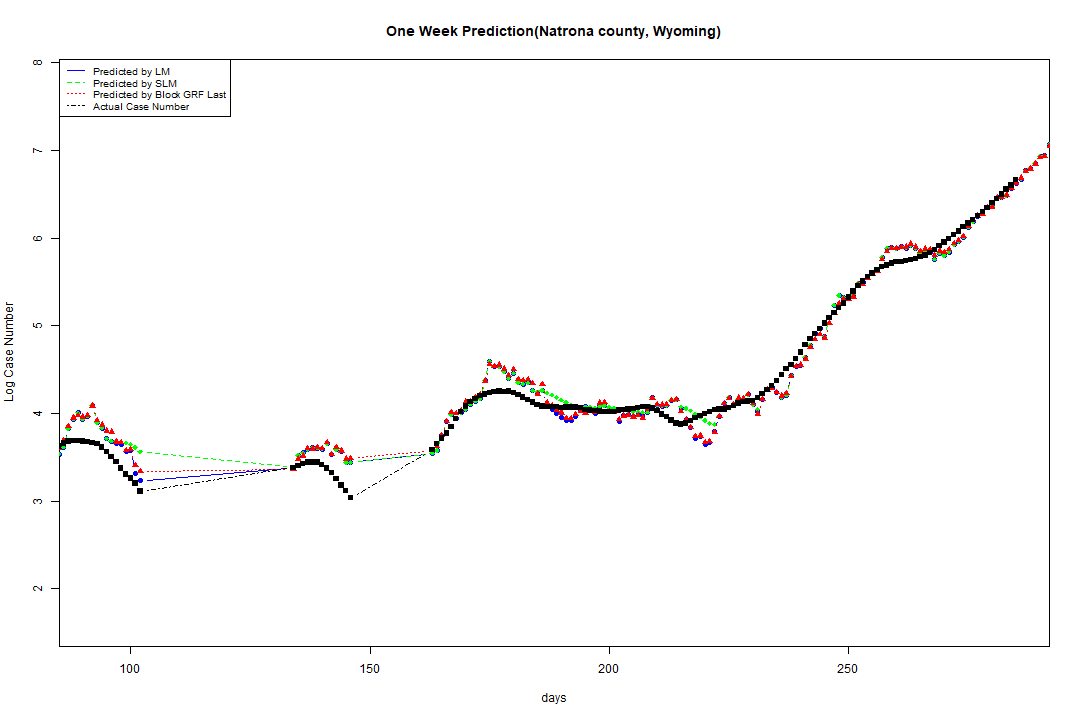 One Week Prediction(Natrona county, Wyoming)
Predicted by LM
Predicted by SLM
Predicted by Block GRF Last
Actual Case Number
8
7
6
5
4
3
2
Log Case Number
100 150 200 250
days